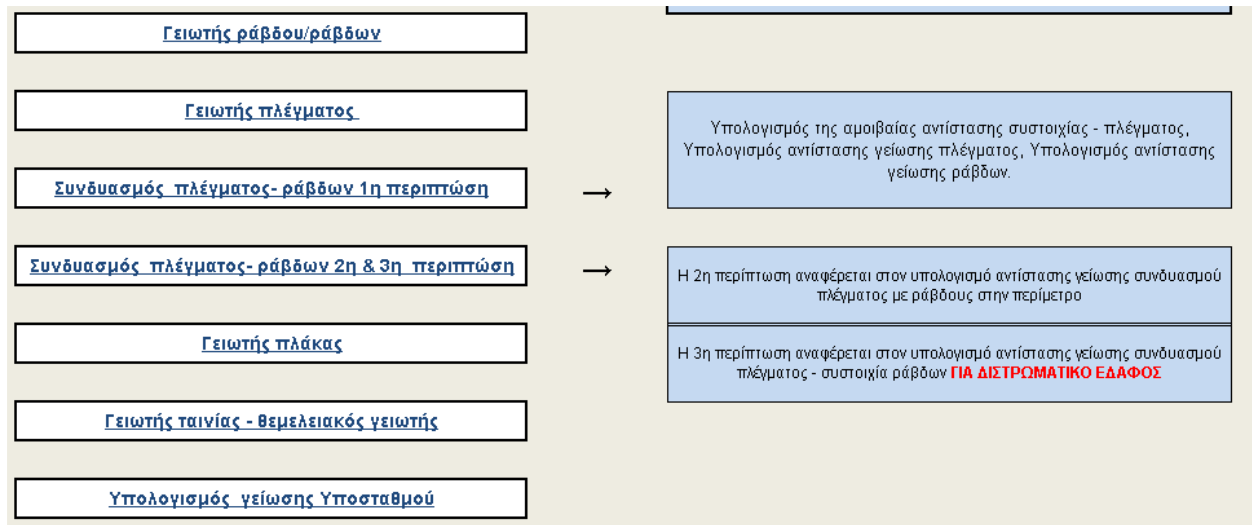 Γειωτής ράβδου/ράβδων
Γειωτής πλέγματος
Υπολογισμός της αμοιβαίας αντίστασης συστοιχίας - πλέγματος,
Υπολογισμός αντίστασης γείωσης πλέγματος, Υπολογισμός αντίστασης
γείωσης ράβδων.
Συνδυασμός πλέγματος- ράβδων 1η περιπτώση →
Συνδυασμός πλέγματος- ράβδων 2η & 3η περιπτώση →
Η 2η περίπτωση αναφέρεται στον υπολογισμό αντίστασης γείωσης συνδυασμού
πλέγματος με ράβδους στην περίμετρο
Γειωτής πλάκας
Η 3η περίπτωση αναφέρεται στον υπολογισμό αντίστασης γείωσης συνδυασμού
πλέγματος - συστοιχία ράβδων ΓΙΑ ΔΙΣΤΡΩΜΑΤΙΚΟ ΕΔΑΦΟΣ
Γειωτής ταινίας - θεμελειακός γειωτής
Υπολογισμός γείωσης Υποσταθμού